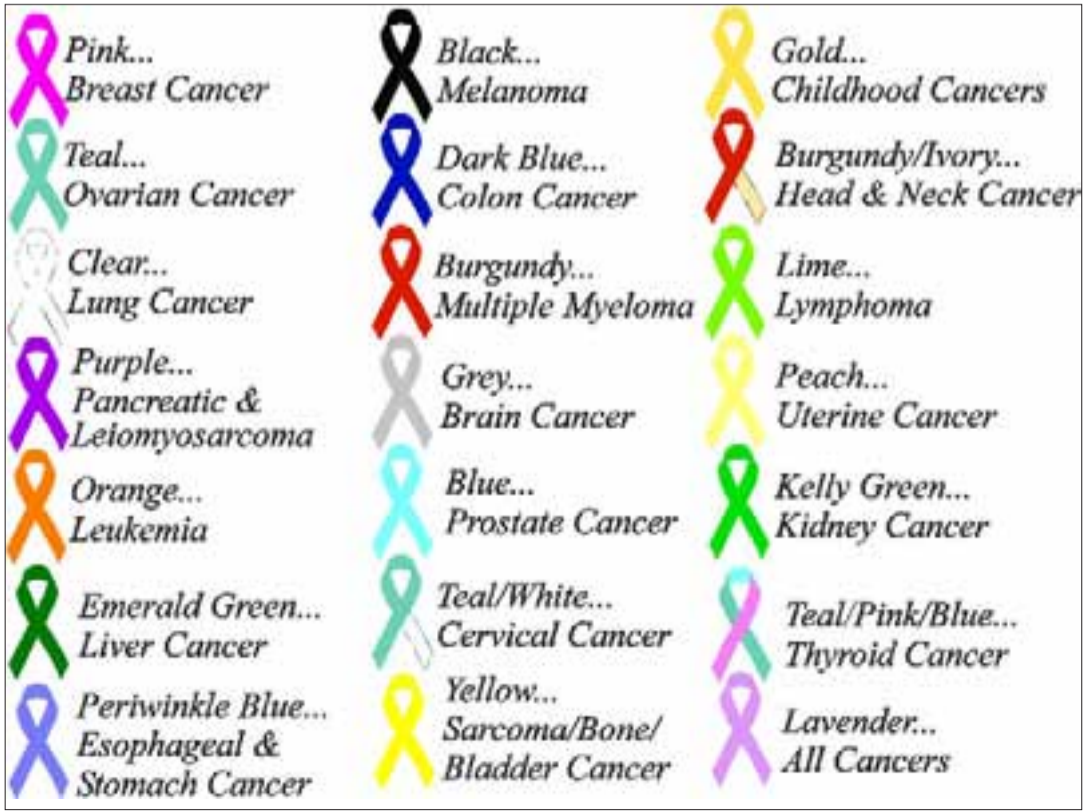 Pink...
Breast Cancer
Black...
Melanoma
Gold...
Childhood Cancers
Teal...
Ovarian Cancer
Dark Blue...
Colon Cancer
Burgundy/Ivory...
Head & Neck Cancer
Clear...
Lung Cancer
Burgundy...
Multiple Myeloma
Lime...
Lymphoma
Purple...
Pancreatic &
Leiomyosarcoma
Grey...
Brain Cancer
Peach...
Uterine Cancer
Orange...
Leukemia
Blue...
Prostate Cancer
Kelly Green...
Kidney Cancer
Emerald Green...
Liver Cancer
Teal/White...
Cervical Cancer
Teal/Pink/Blue...
Thyroid Cancer
Periwinkle Blue...
Esophageal &
Stomach Cancer
Yellow...
Sarcoma/Bone/
Bladder Cancer
Lavender...
All Cancers